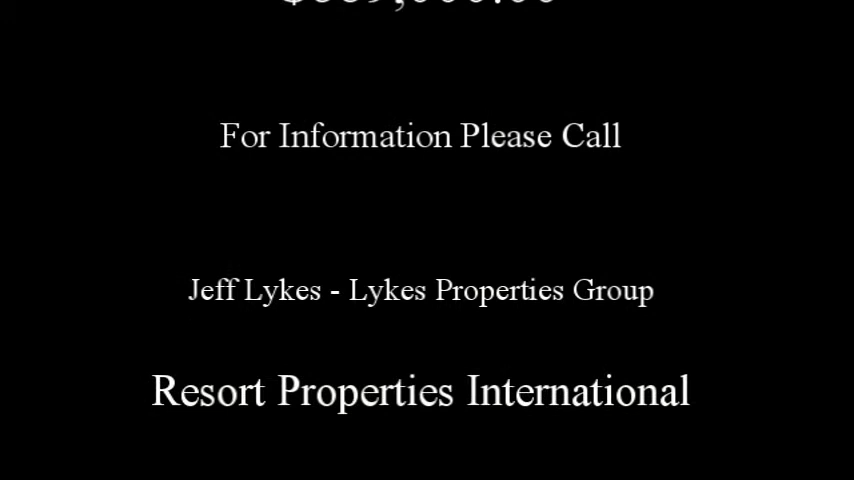 For Information Please Call
Jeff Lykes - Lykes Properties Group
Resort Properties International